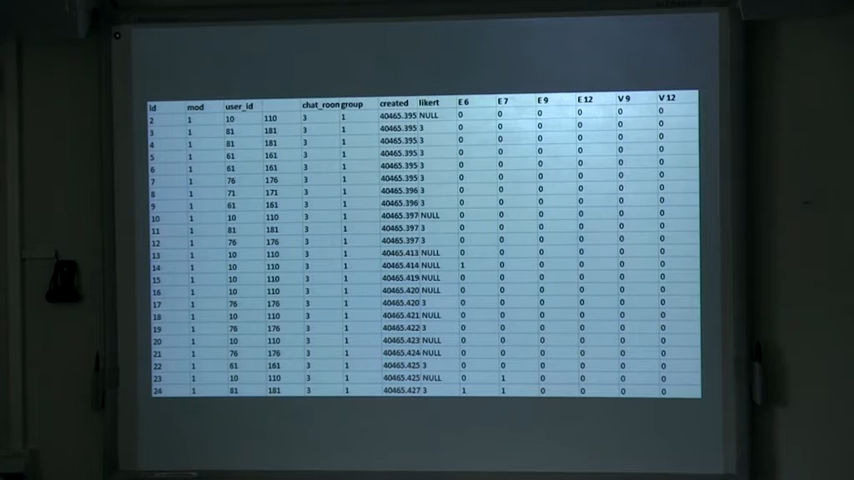 id mod user_id chat_roon group created likert E 6 E 7 E 9 E 12 V 9 V 12
2 1 10 110 3 1 40465.395 NULL 0 0 0 0 0 0
3 1 81 181 3 1 40465.395 3 0 0 0 0 0 0
4 1 81 181 3 1 40465.395 3 0 0 0 0 0 0
5 1 61 161 3 1 40465.395 3 0 0 0 0 0 0
6 1 61 161 3 1 40465.395 3 0 0 0 0 0 0
7 1 76 176 3 1 40465.395 3 0 0 0 0 0 0
8 1 71 171 3 1 40465.396 3 0 0 0 0 0 0
9 1 61 161 3 1 40465.396 3 0 0 0 0 0 0
10 1 10 110 3 1 40465.397 NULL 0 0 0 0 0 0
11 1 81 181 3 1 40465.397 3 0 0 0 0 0 0
12 1 76 176 3 1 40465.397 3 0 0 0 0 0 0
13 1 10 110 3 1 40465.413 NULL 0 0 0 0 0 0
14 1 10 110 3 1 40465.414 NULL 1 0 0 0 0 0
15 1 10 110 3 1 40465.419 NULL 0 0 0 0 0 0
16 1 10 110 3 1 40465.420 NULL 0 0 0 0 0 0
17 1 76 176 3 1 40465.420 3 0 0 0 0 0 0
18 1 10 110 3 1 40465.421 NULL 0 0 0 0 0 0
19 1 76 176 3 1 40465.422 3 0 0 0 0 0 0
20 1 10 110 3 1 40465.423 NULL 0 0 0 0 0 0
21 1 76 176 3 1 40465.424 NULL 0 0 0 0 0 0
22 1 61 161 3 1 40465.425 3 0 0 0 0 0 0
23 1 10 110 3 1 40465.425 NULL 0 1 0 0 0 0
24 1 81 181 3 1 40465.427 3 1 1 0 0 0 0